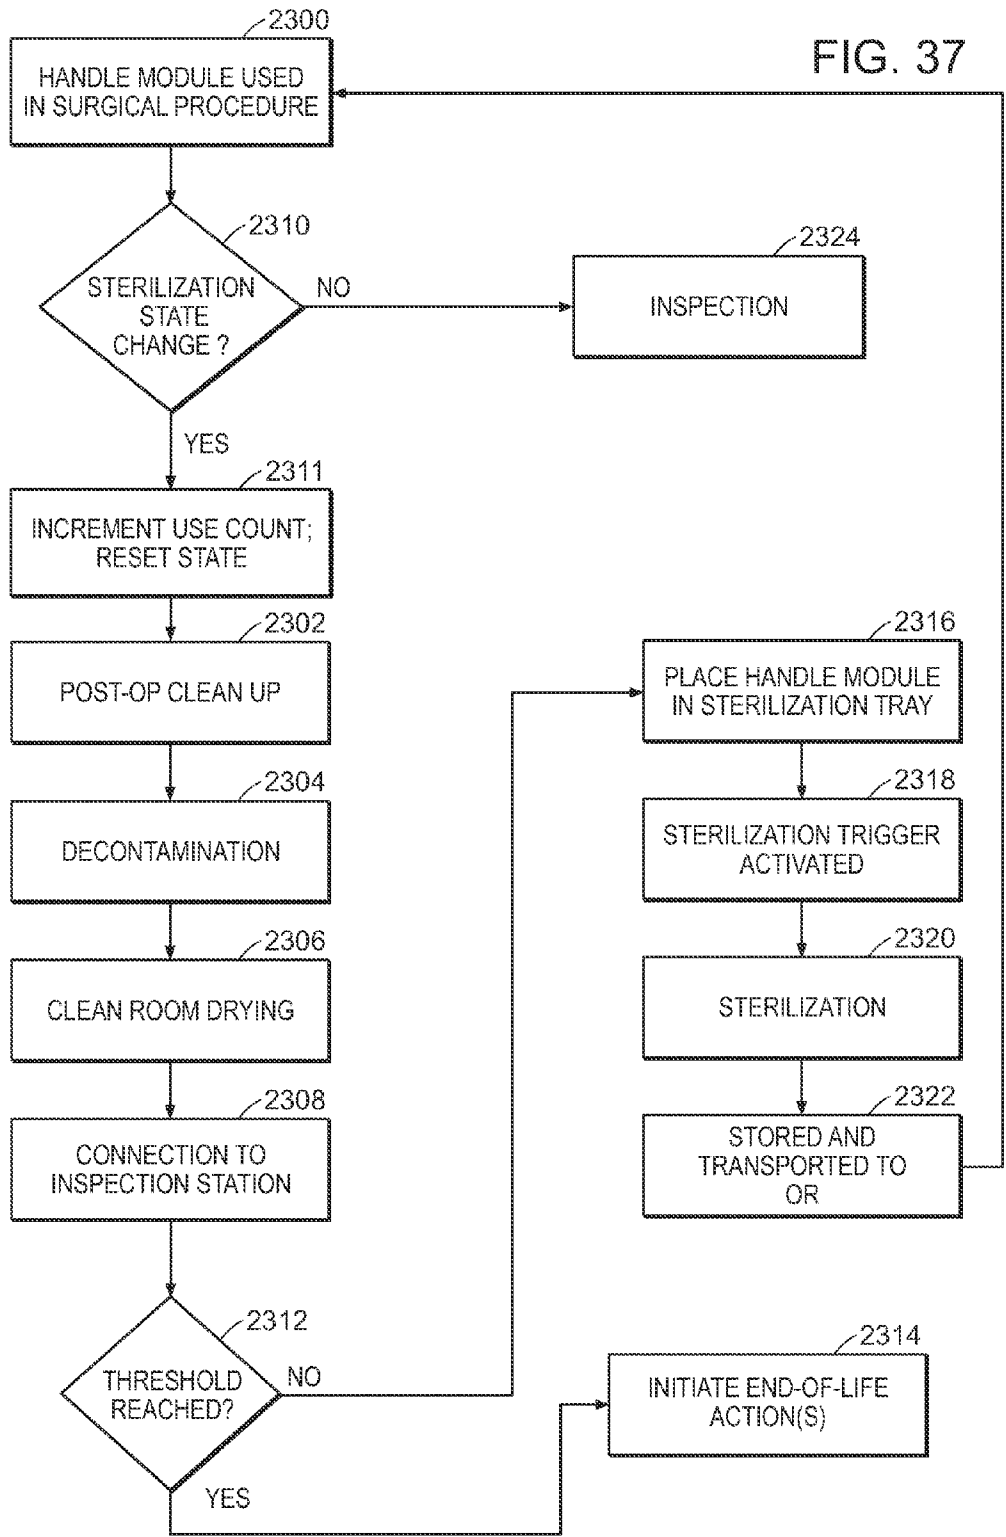 FIG. 37
2300
HANDLE MODULE USED
IN SURGICAL PROCEDURE
2310
STERILIZATION
STATE
CHANGE ?
NO
YES
2324
INSPECTION
2311
INCREMENT USE COUNT;
RESET STATE
2302
POST-OP CLEAN UP
2304
DECONTAMINATION
2306
CLEAN ROOM DRYING
2308
CONNECTION TO
INSPECTION STATION
2312
THRESHOLD
REACHED?
NO
YES
2316
PLACE HANDLE MODULE
IN STERILIZATION TRAY
2318
STERILIZATION TRIGGER
ACTIVATED
2320
STERILIZATION
2322
STORED AND
TRANSPORTED TO
OR
2314
INITIATE END-OF-LIFE
ACTION(S)